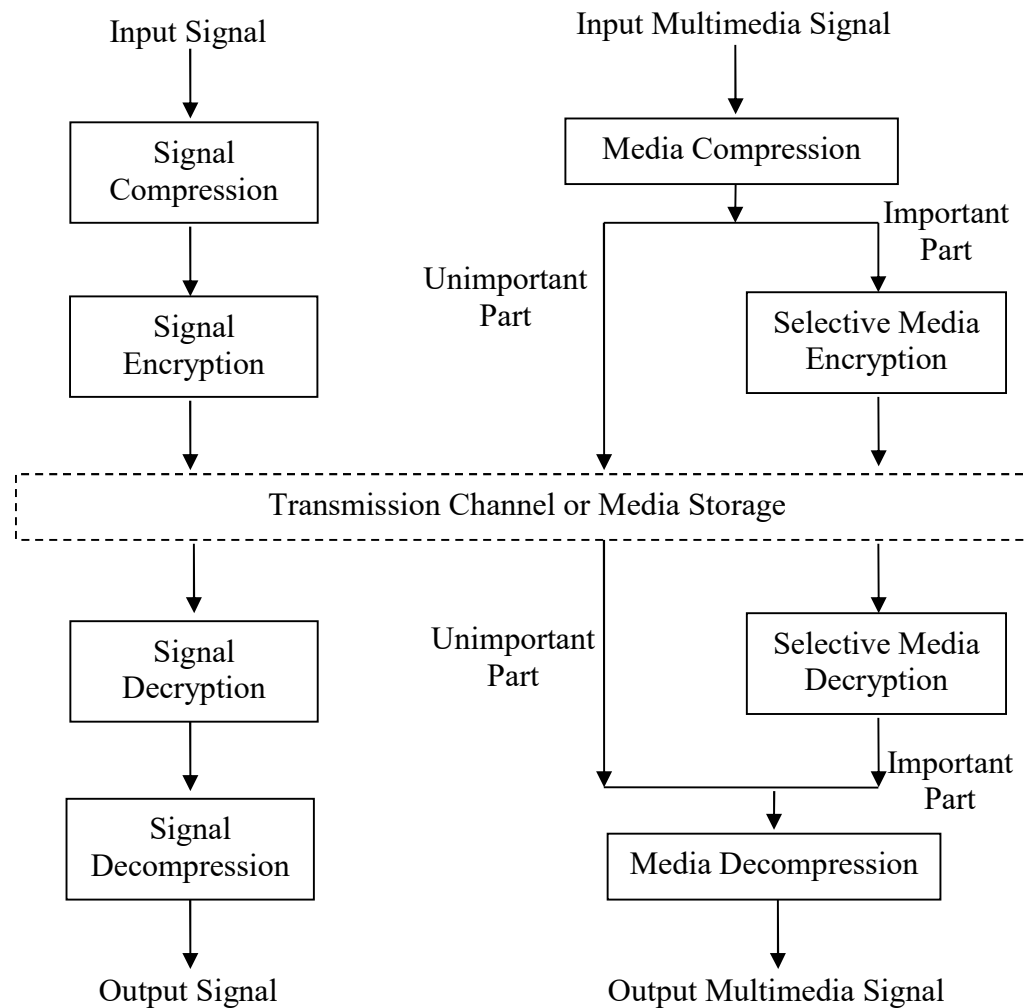 Input Signal
Input Multimedia Signal
Signal
Compression
Media Compression
Important
Part
Unimportant
Part
Signal
Encryption
Selective Media
Encryption
Transmission Channel or Media Storage
Signal
Decryption
Unimportant
Part
Selective Media
Decryption
Important
Part
Signal
Decompression
Media Decompression
Output Signal
Output Multimedia Signal